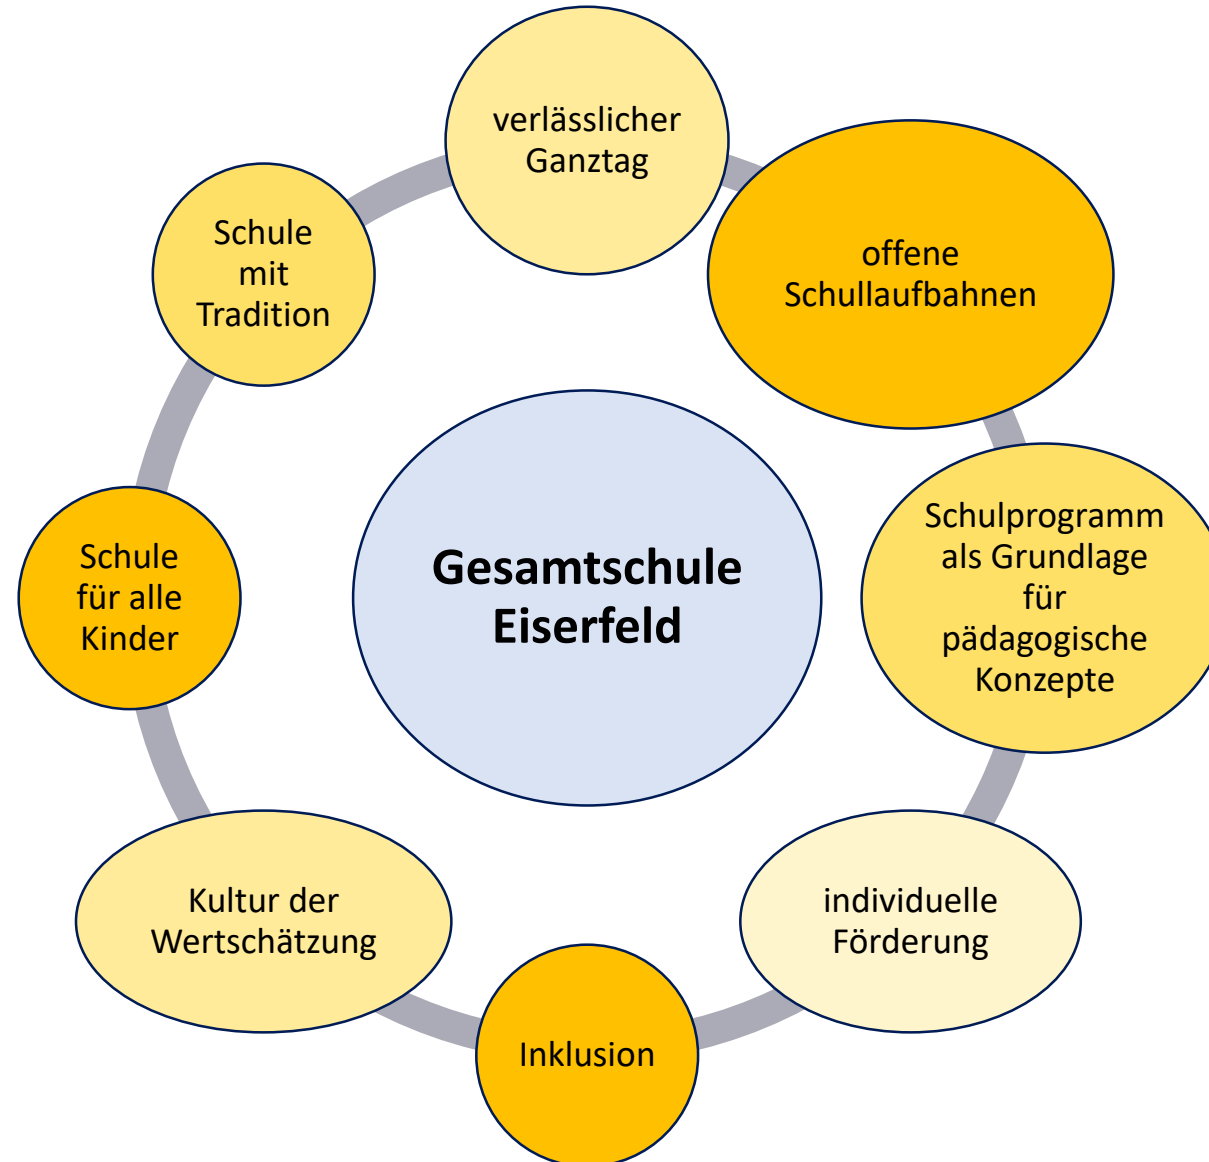 verlässlicher
Ganztag
offene
Schullaufbahnen
Schulprogramm
als Grundlage
für
pädagogische
Konzepte
individuelle
Förderung
Inklusion
Kultur der
Wertschätzung
Schule
für alle
Kinder
Schule
mit
Tradition
Gesamtschule
Eiserfeld